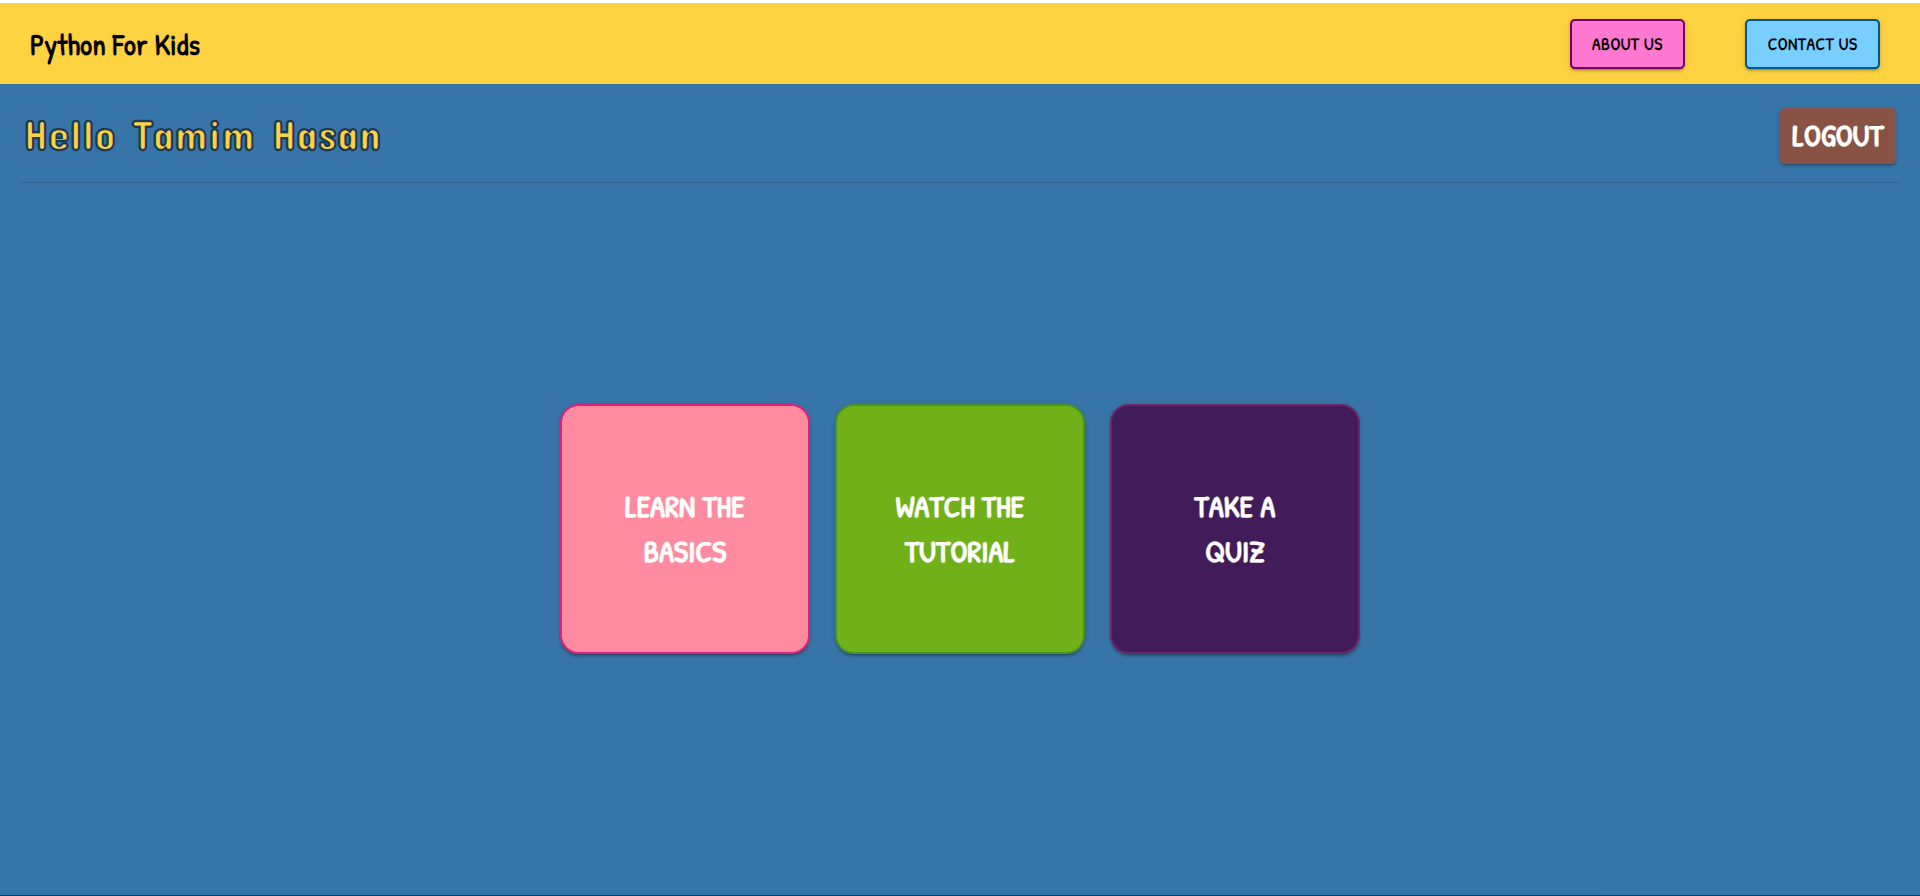 Python For Kids
ABOUT US
CONTACT US
Hello Tamim Hasan
LOGOUT
LEARN THE
BASICS
WATCH THE
TUTORIAL
TAKE A
QUIZ